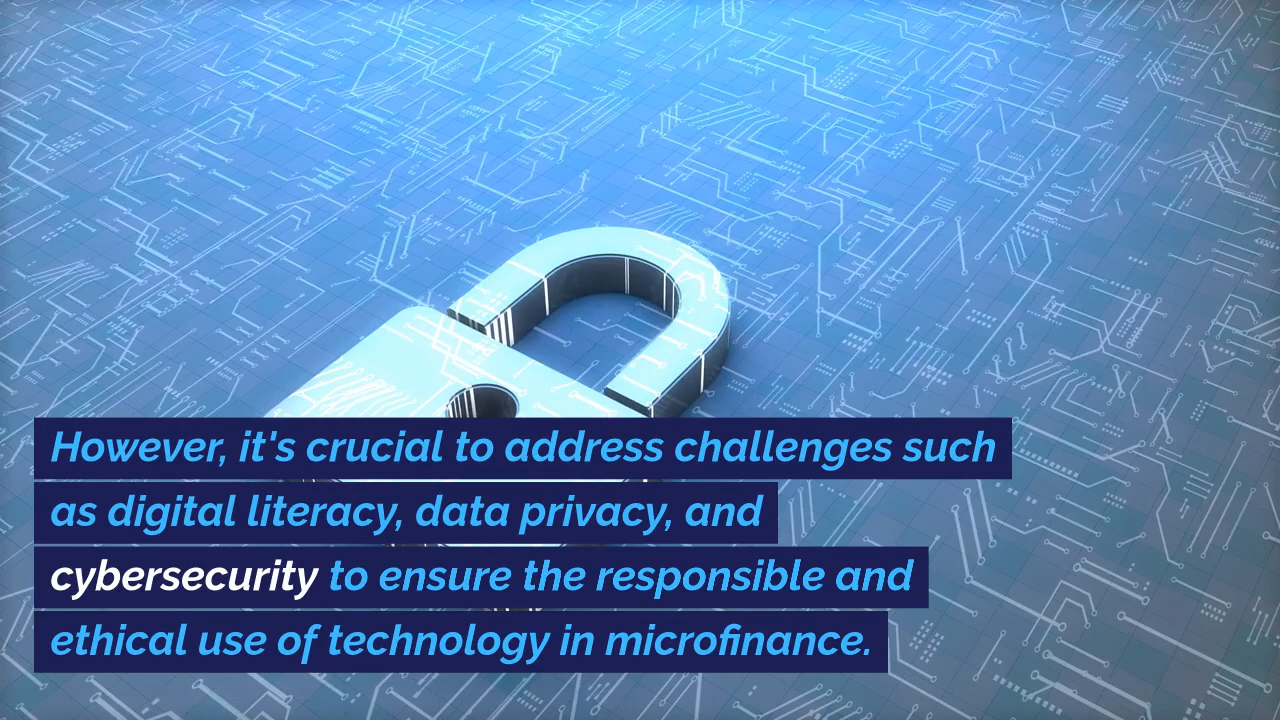 However, it's crucial to address challenges such
as digital literacy, data privacy, and
cybersecurity to ensure the responsible and
ethical use of technology in microfinance.